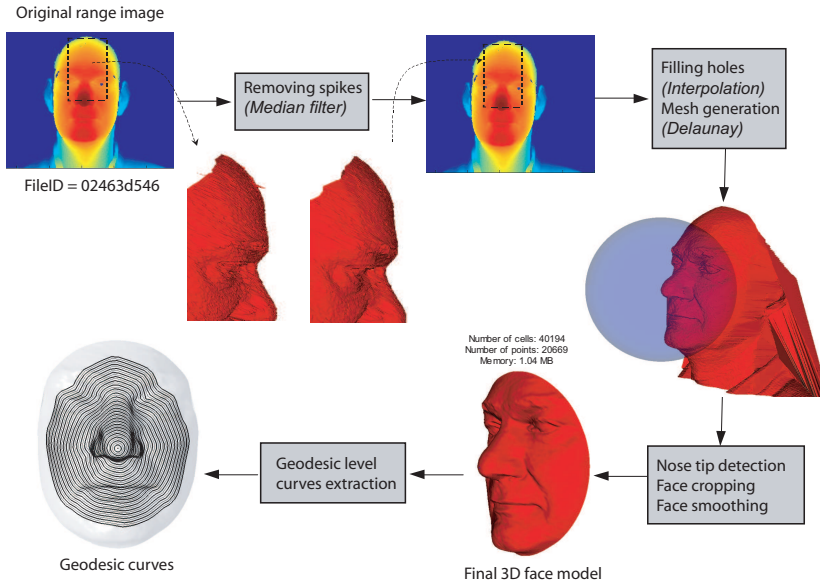 Original range image
Removing spikes
(Median filter)
Filling holes
(Interpolation)
Mesh generation
(Delaunay)
FileID = 02463d546
Number of cells: 40194
Number of points: 20669
Memory: 1.04 MB
Nose tip detection
Face cropping
Face smoothing
Geodesic level
curves extraction
Geodesic curves
Final 3D face model